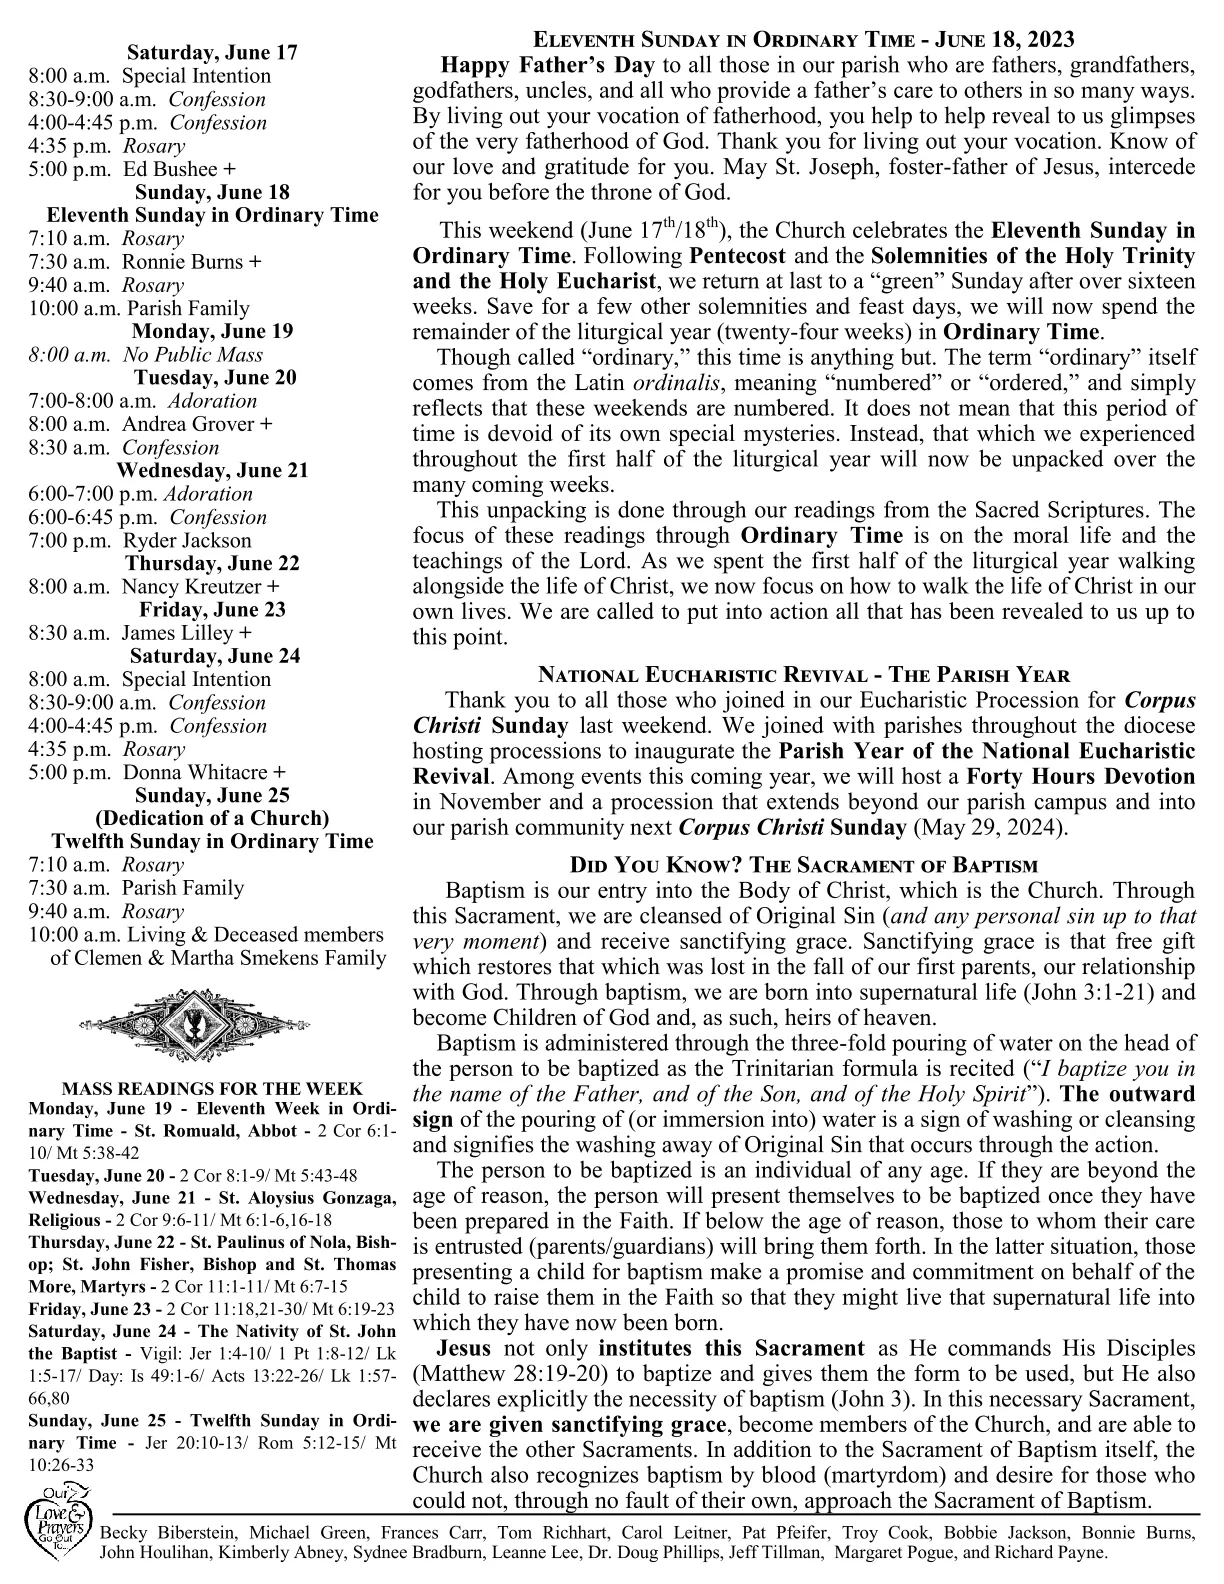 Saturday, June 17
8:00 a.m. Special Intention
8:30-9:00 a.m. Confession
4:00-4:45 p.m. Confession
4:35 p.m. Rosary
5:00 p.m. Ed Bushee +
Sunday, June 18
Eleventh Sunday in Ordinary Time
7:10 a.m. Rosary
7:30 a.m. Ronnie Burns +
9:40 a.m. Rosary
10:00 a.m. Parish Family
Monday, June 19
8:00 a.m. No Public Mass
Tuesday, June 20
7:00-8:00 a.m. Adoration
8:00 a.m. Andrea Grover +
8:30 a.m. Confession
Wednesday, June 21
6:00-7:00 p.m. Adoration
6:00-6:45 p.m. Confession
7:00 p.m. Ryder Jackson
Thursday, June 22
8:00 a.m. Nancy Kreutzer +
Friday, June 23
8:30 a.m. James Lilley +
Saturday, June 24
8:00 a.m. Special Intention
8:30-9:00 a.m. Confession
4:00-4:45 p.m. Confession
4:35 p.m. Rosary
5:00 p.m. Donna Whitacre +
Sunday, June 25
(Dedication of a Church)
Twelfth Sunday in Ordinary Time
7:10 a.m. Rosary
7:30 a.m. Parish Family
9:40 a.m. Rosary
10:00 a.m. Living & Deceased members
of Clemen & Martha Smekens Family
MASS READINGS FOR THE WEEK
Monday, June 19 - Eleventh Week in Ordi-
nary Time - St. Romuald, Abbot - 2 Cor 6:1-
10/ Mt 5:38-42
Tuesday, June 20 - 2 Cor 8:1-9/ Mt 5:43-48
Wednesday, June 21 - St. Aloysius Gonzaga,
Religious - 2 Cor 9:6-11/ Mt 6:1-6,16-18
Thursday, June 22 - St. Paulinus of Nola, Bish-
op; St. John Fisher, Bishop and St. Thomas
More, Martyrs - 2 Cor 11:1-11/ Mt 6:7-15
Friday, June 23 - 2 Cor 11:18,21-30/ Mt 6:19-23
Saturday, June 24 - The Nativity of St. John
the Baptist - Vigil: Jer 1:4-10/ 1 Pt 1:8-12/ Lk
1:5-17/ Day: Is 49:1-6/ Acts 13:22-26/ Lk 1:57-
66,80
Sunday, June 25 - Twelfth Sunday in Ordi-
nary Time - Jer 20:10-13/ Rom 5:12-15/ Mt
10:26-33
Eleventh Sunday in Ordinary Time - June 18, 2023
Happy Father's Day to all those in our parish who are fathers, grandfathers,
godfathers, uncles, and all who provide a father's care to others in so many ways.
By living out your vocation of fatherhood, you help to help reveal to us glimpses
of the very fatherhood of God. Thank you for living out your vocation. Know of
our love and gratitude for you. May St. Joseph, foster-father of Jesus, intercede
for you before the throne of God.
This weekend (June 17th/18th), the Church celebrates the Eleventh Sunday in
Ordinary Time. Following Pentecost and the Solemnities of the Holy Trinity
and the Holy Eucharist, we return at last to a “green” Sunday after over sixteen
weeks. Save for a few other solemnities and feast days, we will now spend the
remainder of the liturgical year (twenty-four weeks) in Ordinary Time.
Though called “ordinary,” this time is anything but. The term “ordinary” itself
comes from the Latin ordinalis, meaning “numbered” or “ordered,” and simply
reflects that these weekends are numbered. It does not mean that this period of
time is devoid of its own special mysteries. Instead, that which we experienced
throughout the first half of the liturgical year will now be unpacked over the
many coming weeks.
This unpacking is done through our readings from the Sacred Scriptures. The
focus of these readings through Ordinary Time is on the moral life and the
teachings of the Lord. As we spent the first half of the liturgical year walking
alongside the life of Christ, we now focus on how to walk the life of Christ in our
own lives. We are called to put into action all that has been revealed to us up to
this point.
National Eucharistic Revival - The Parish Year
Thank you to all those who joined in our Eucharistic Procession for Corpus
Christi Sunday last weekend. We joined with parishes throughout the diocese
hosting processions to inaugurate the Parish Year of the National Eucharistic
Revival. Among events this coming year, we will host a Forty Hours Devotion
in November and a procession that extends beyond our parish campus and into
our parish community next Corpus Christi Sunday (May 29, 2024).
Did You Know? The Sacrament of Baptism
Baptism is our entry into the Body of Christ, which is the Church. Through
this Sacrament, we are cleansed of Original Sin (and any personal sin up to that
very moment) and receive sanctifying grace. Sanctifying grace is that free gift
which restores that which was lost in the fall of our first parents, our relationship
with God. Through baptism, we are born into supernatural life (John 3:1-21) and
become Children of God and, as such, heirs of heaven.
Baptism is administered through the three-fold pouring of water on the head of
the person to be baptized as the Trinitarian formula is recited (“I baptize you in
the name of the Father, and of the Son, and of the Holy Spirit”). The outward
sign of the pouring of (or immersion into) water is a sign of washing or cleansing
and signifies the washing away of Original Sin that occurs through the action.
The person to be baptized is an individual of any age. If they are beyond the
age of reason, the person will present themselves to be baptized once they have
been prepared in the Faith. If below the age of reason, those to whom their care
is entrusted (parents/guardians) will bring them forth. In the latter situation, those
presenting a child for baptism make a promise and commitment on behalf of the
child to raise them in the Faith so that they might live that supernatural life into
which they have now been born.
Jesus not only institutes this Sacrament as He commands His Disciples
(Matthew 28:19-20) to baptize and gives them the form to be used, but He also
declares explicitly the necessity of baptism (John 3). In this necessary Sacrament,
we are given sanctifying grace, become members of the Church, and are able to
receive the other Sacraments. In addition to the Sacrament of Baptism itself, the
Church also recognizes baptism by blood (martyrdom) and desire for those who
could not, through no fault of their own, approach the Sacrament of Baptism.
Our
Love &
Prayers
Go Out
To...
Becky Biberstein, Michael Green, Frances Carr, Tom Richhart, Carol Leitner, Pat Pfeifer, Troy Cook, Bobbie Jackson, Bonnie Burns,
John Houlihan, Kimberly Abney, Sydnee Bradburn, Leanne Lee, Dr. Doug Phillips, Jeff Tillman, Margaret Pogue, and Richard Payne.